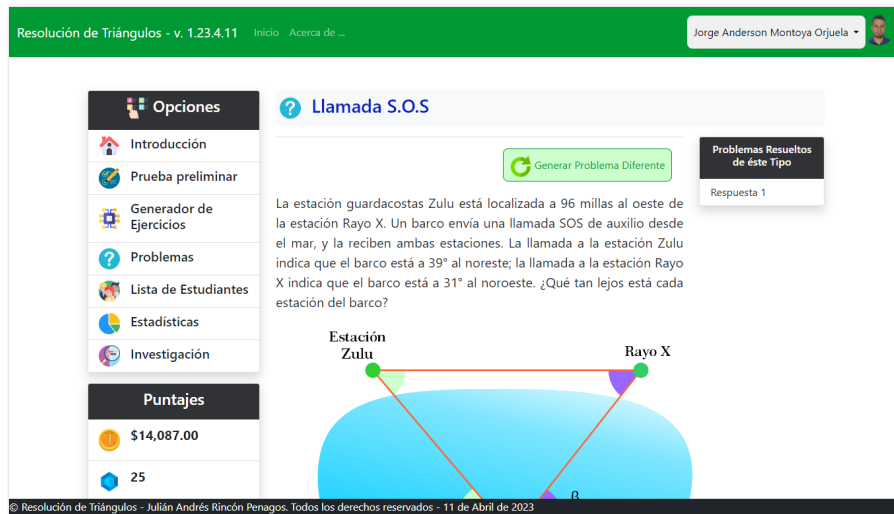 Resolución de Triángulos - v. 1.23.4.11 Inicio Acerca de ... Jorge Anderson Montoya Orjuela
Opciones
Introducción
Prueba preliminar
Generador de
Ejercicios
Problemas
Lista de Estudiantes
Estadísticas
Investigación
Puntajes
$14,087.00
25
Llamada S.O.S
Generar Problema Diferente
La estación guardacostas Zulu está localizada a 96 millas al oeste de
la estación Rayo X. Un barco envía una llamada SOS de auxilio desde
el mar, y la reciben ambas estaciones. La llamada a la estación Zulu
indica que el barco está a 39° al noreste; la llamada a la estación Rayo
X indica que el barco está a 31° al noroeste. ¿Qué tan lejos está cada
estación del barco?
Estación
Zulu
Rayo X
β
Problemas Resueltos
de éste Tipo
Respuesta 1
© Resolución de Triángulos - Julián Andrés Rincón Penagos. Todos los derechos reservados - 11 de Abril de 2023